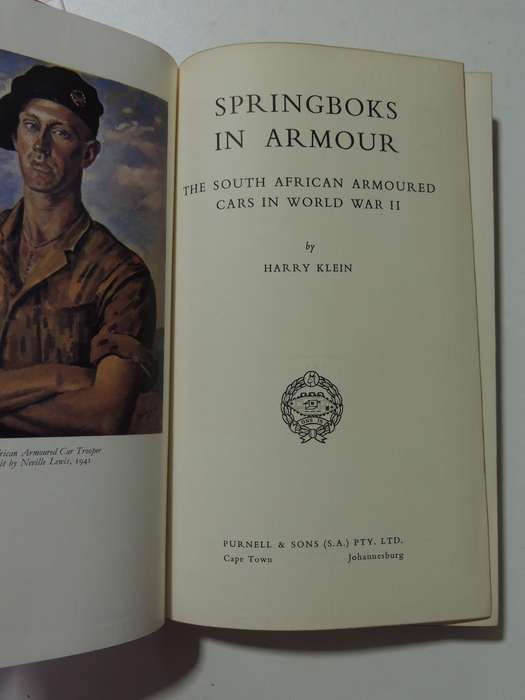 rican Armoured Car Trooper
it by Neville Lewis, 1941
SPRINGBOKS
IN ARMOUR
THE SOUTH AFRICAN ARMOURED
CARS IN WORLD WAR II
by
HARRY KLEIN
PURNELL & SONS (S.A.) PTY. LTD.
Cape Town Johannesburg